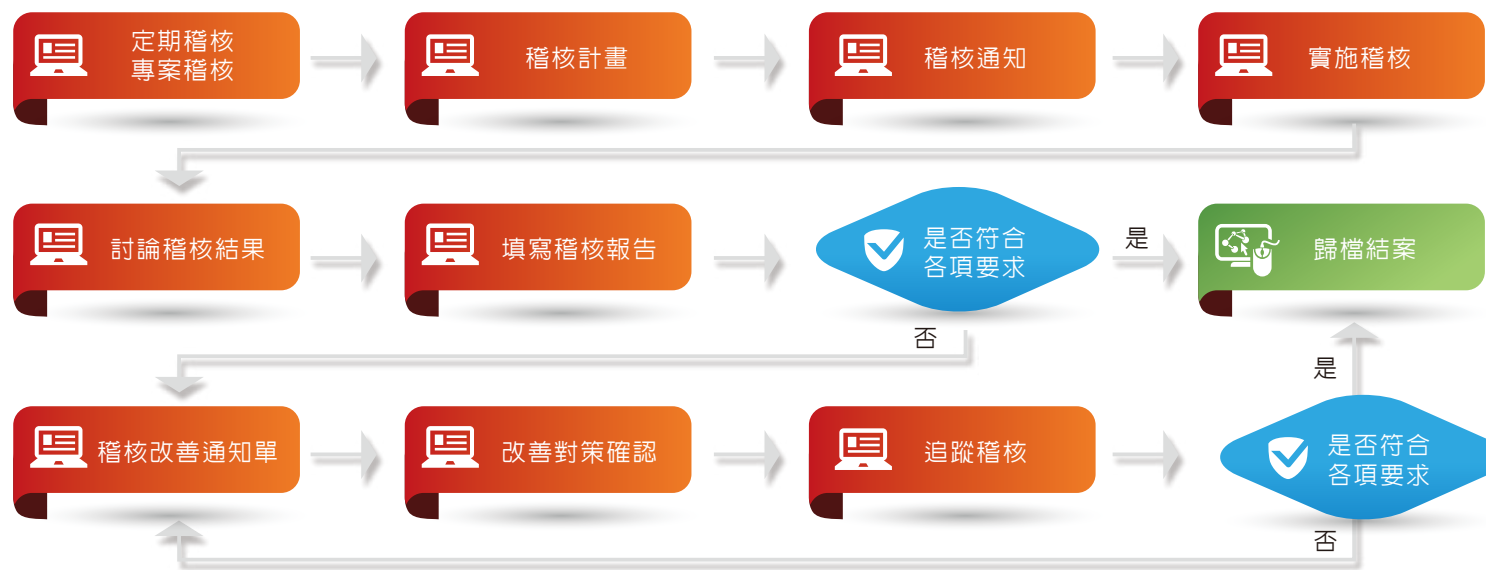 定期稽核
專案稽核
稽核計畫
稽核通知
實施稽核
討論稽核結果
填寫稽核報告
是否符合
各項要求
是
歸檔結案
否
是
稽核改善通知單
改善對策確認
追蹤稽核
是否符合
各項要求
否